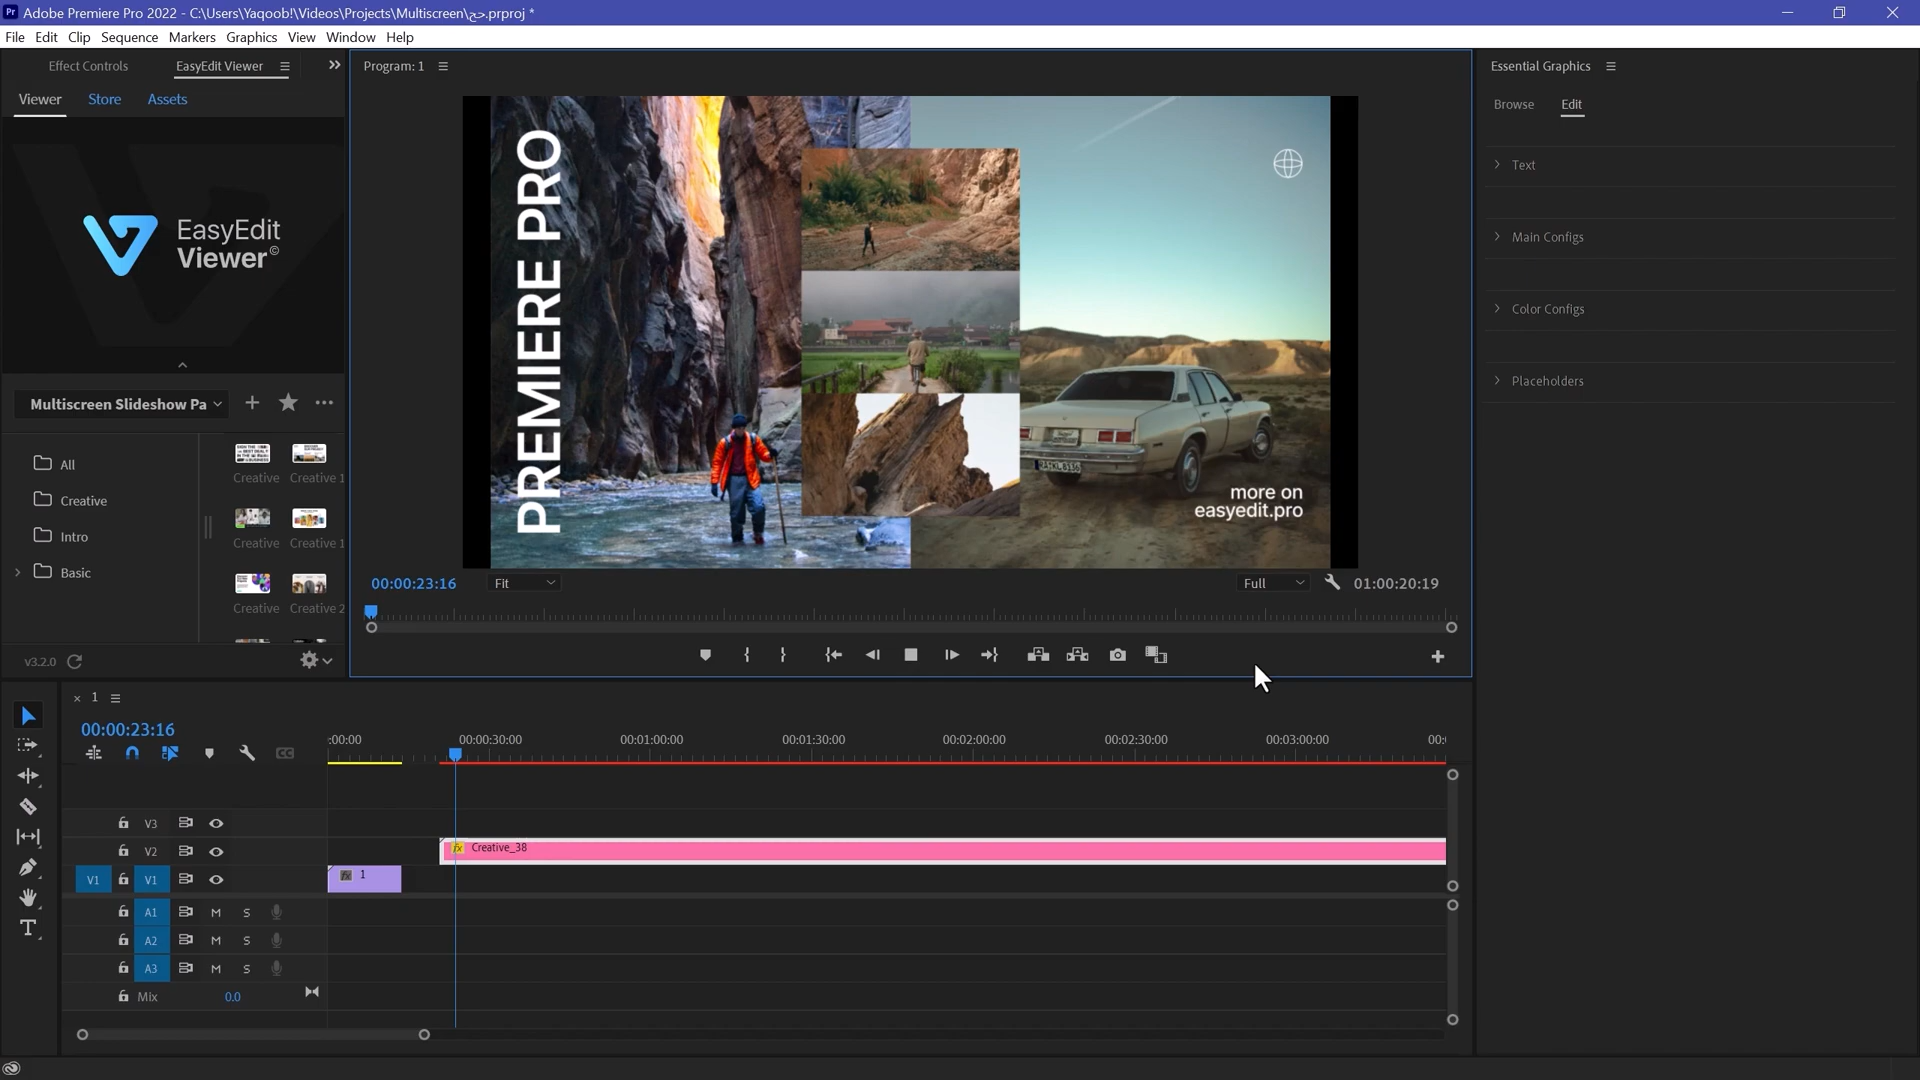 Adobe Premiere Pro 2022 - C:\Users\Yaqoob!\Videos\Projects\Multiscreen\حج.prproj *
File Edit Clip Sequence Markers Graphics View Window Help
Effect Controls EasyEdit Viewer
Viewer Store Assets
EasyEdit
Viewer©
Multiscreen Slideshow Pa
All
Creative
Intro
Basic
Creative Creative 1
Creative Creative 1
Creative Creative 2
v3.2.0
Program: 1
PREMIERE PRO
more on
easyedit.pro
00:00:23:16 Fit Full 01:00:20:19
Essential Graphics
Browse Edit
Text
Main Configs
Color Configs
Placeholders
× 1
00:00:23:16
:00:00 00:00:30:00 00:01:00:00 00:01:30:00 00:02:00:00 00:02:30:00 00:03:00:00 00:
V3
V2 fx Creative_38
V1 V1 fx 1
A1 M S
A2 M S
A3 M S
Mix 0.0